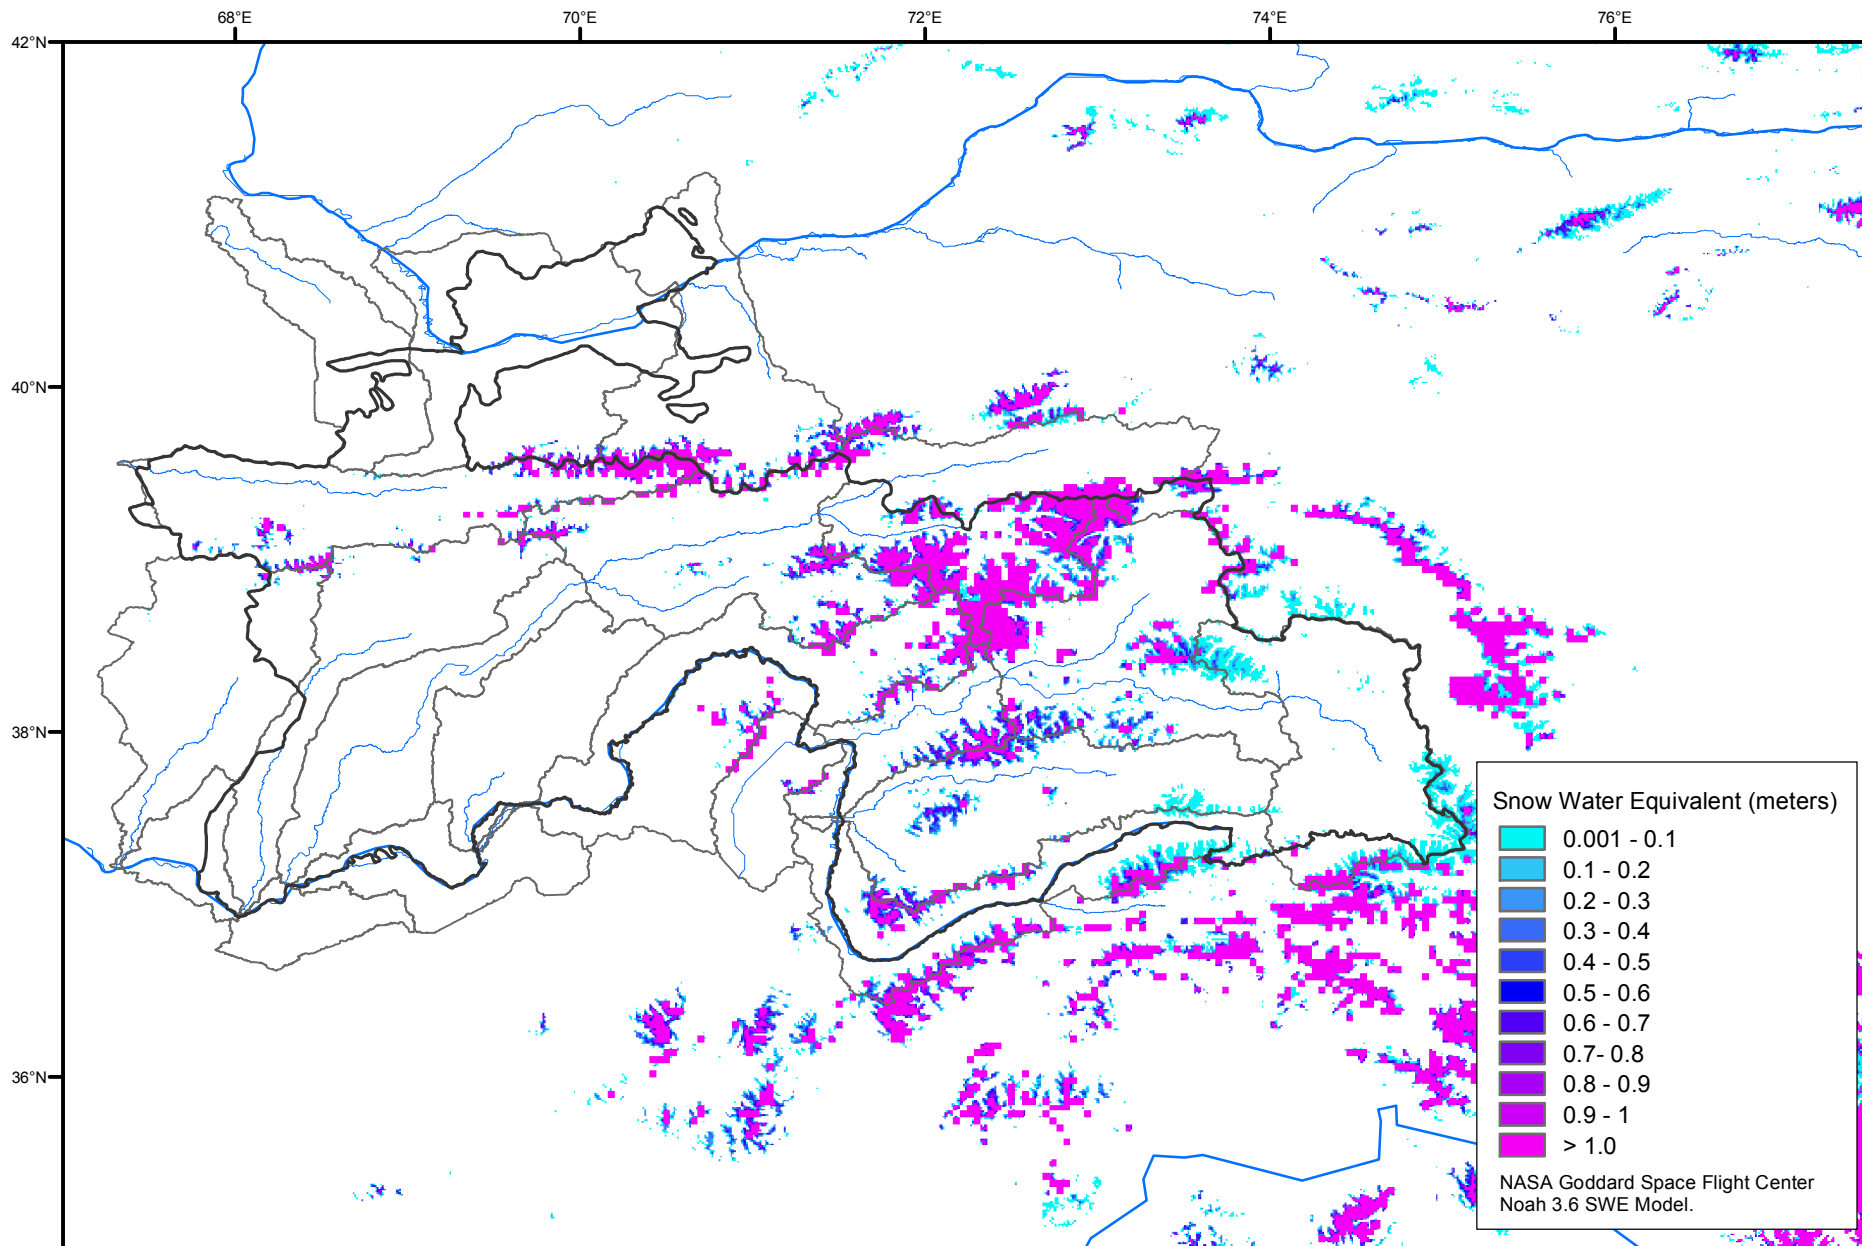 68°E 70°E 72°E 74°E 76°E
42°N
40°N
38°N
36°N
Snow Water Equivalent (meters)
0.001 - 0.1
0.1 - 0.2
0.2 - 0.3
0.3 - 0.4
0.4 - 0.5
0.5 - 0.6
0.6 - 0.7
0.7- 0.8
0.8 - 0.9
0.9 - 1
> 1.0
NASA Goddard Space Flight Center
Noah 3.6 SWE Model.